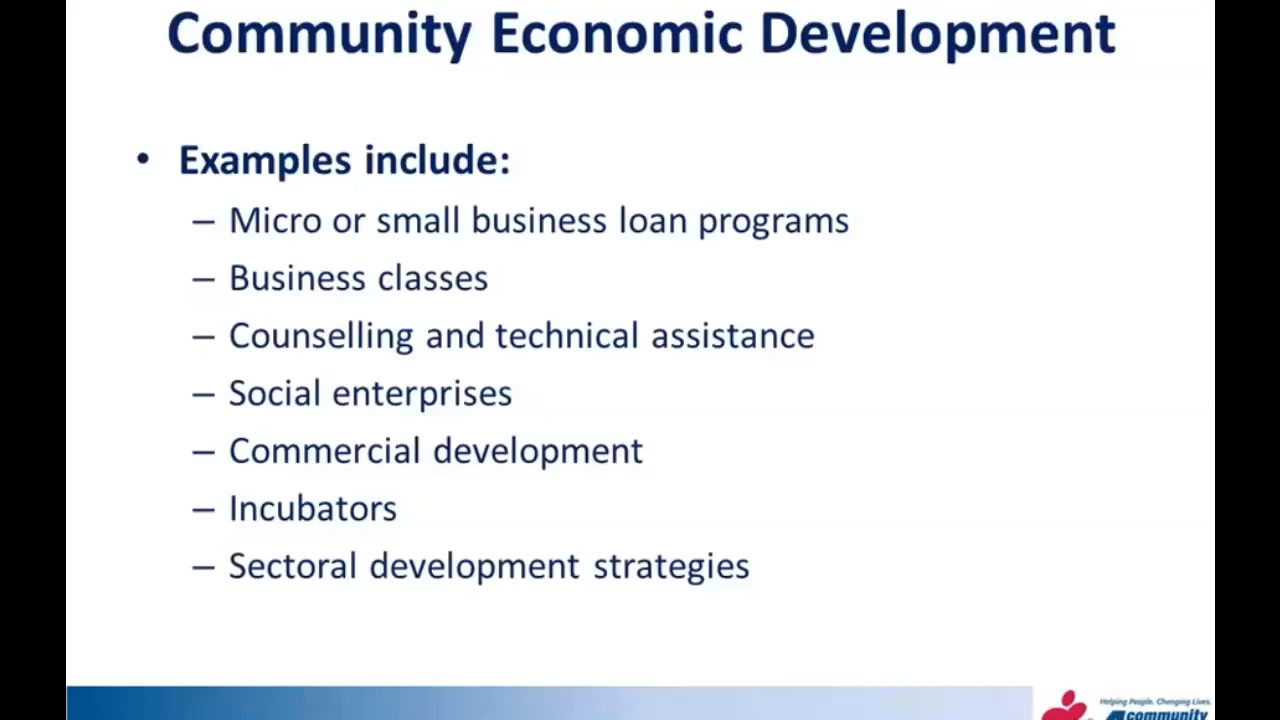 Community Economic Development
• Examples include:
– Micro or small business loan programs
– Business classes
– Counselling and technical assistance
– Social enterprises
– Commercial development
– Incubators
– Sectoral development strategies
Helping People. Changing Lives.
community